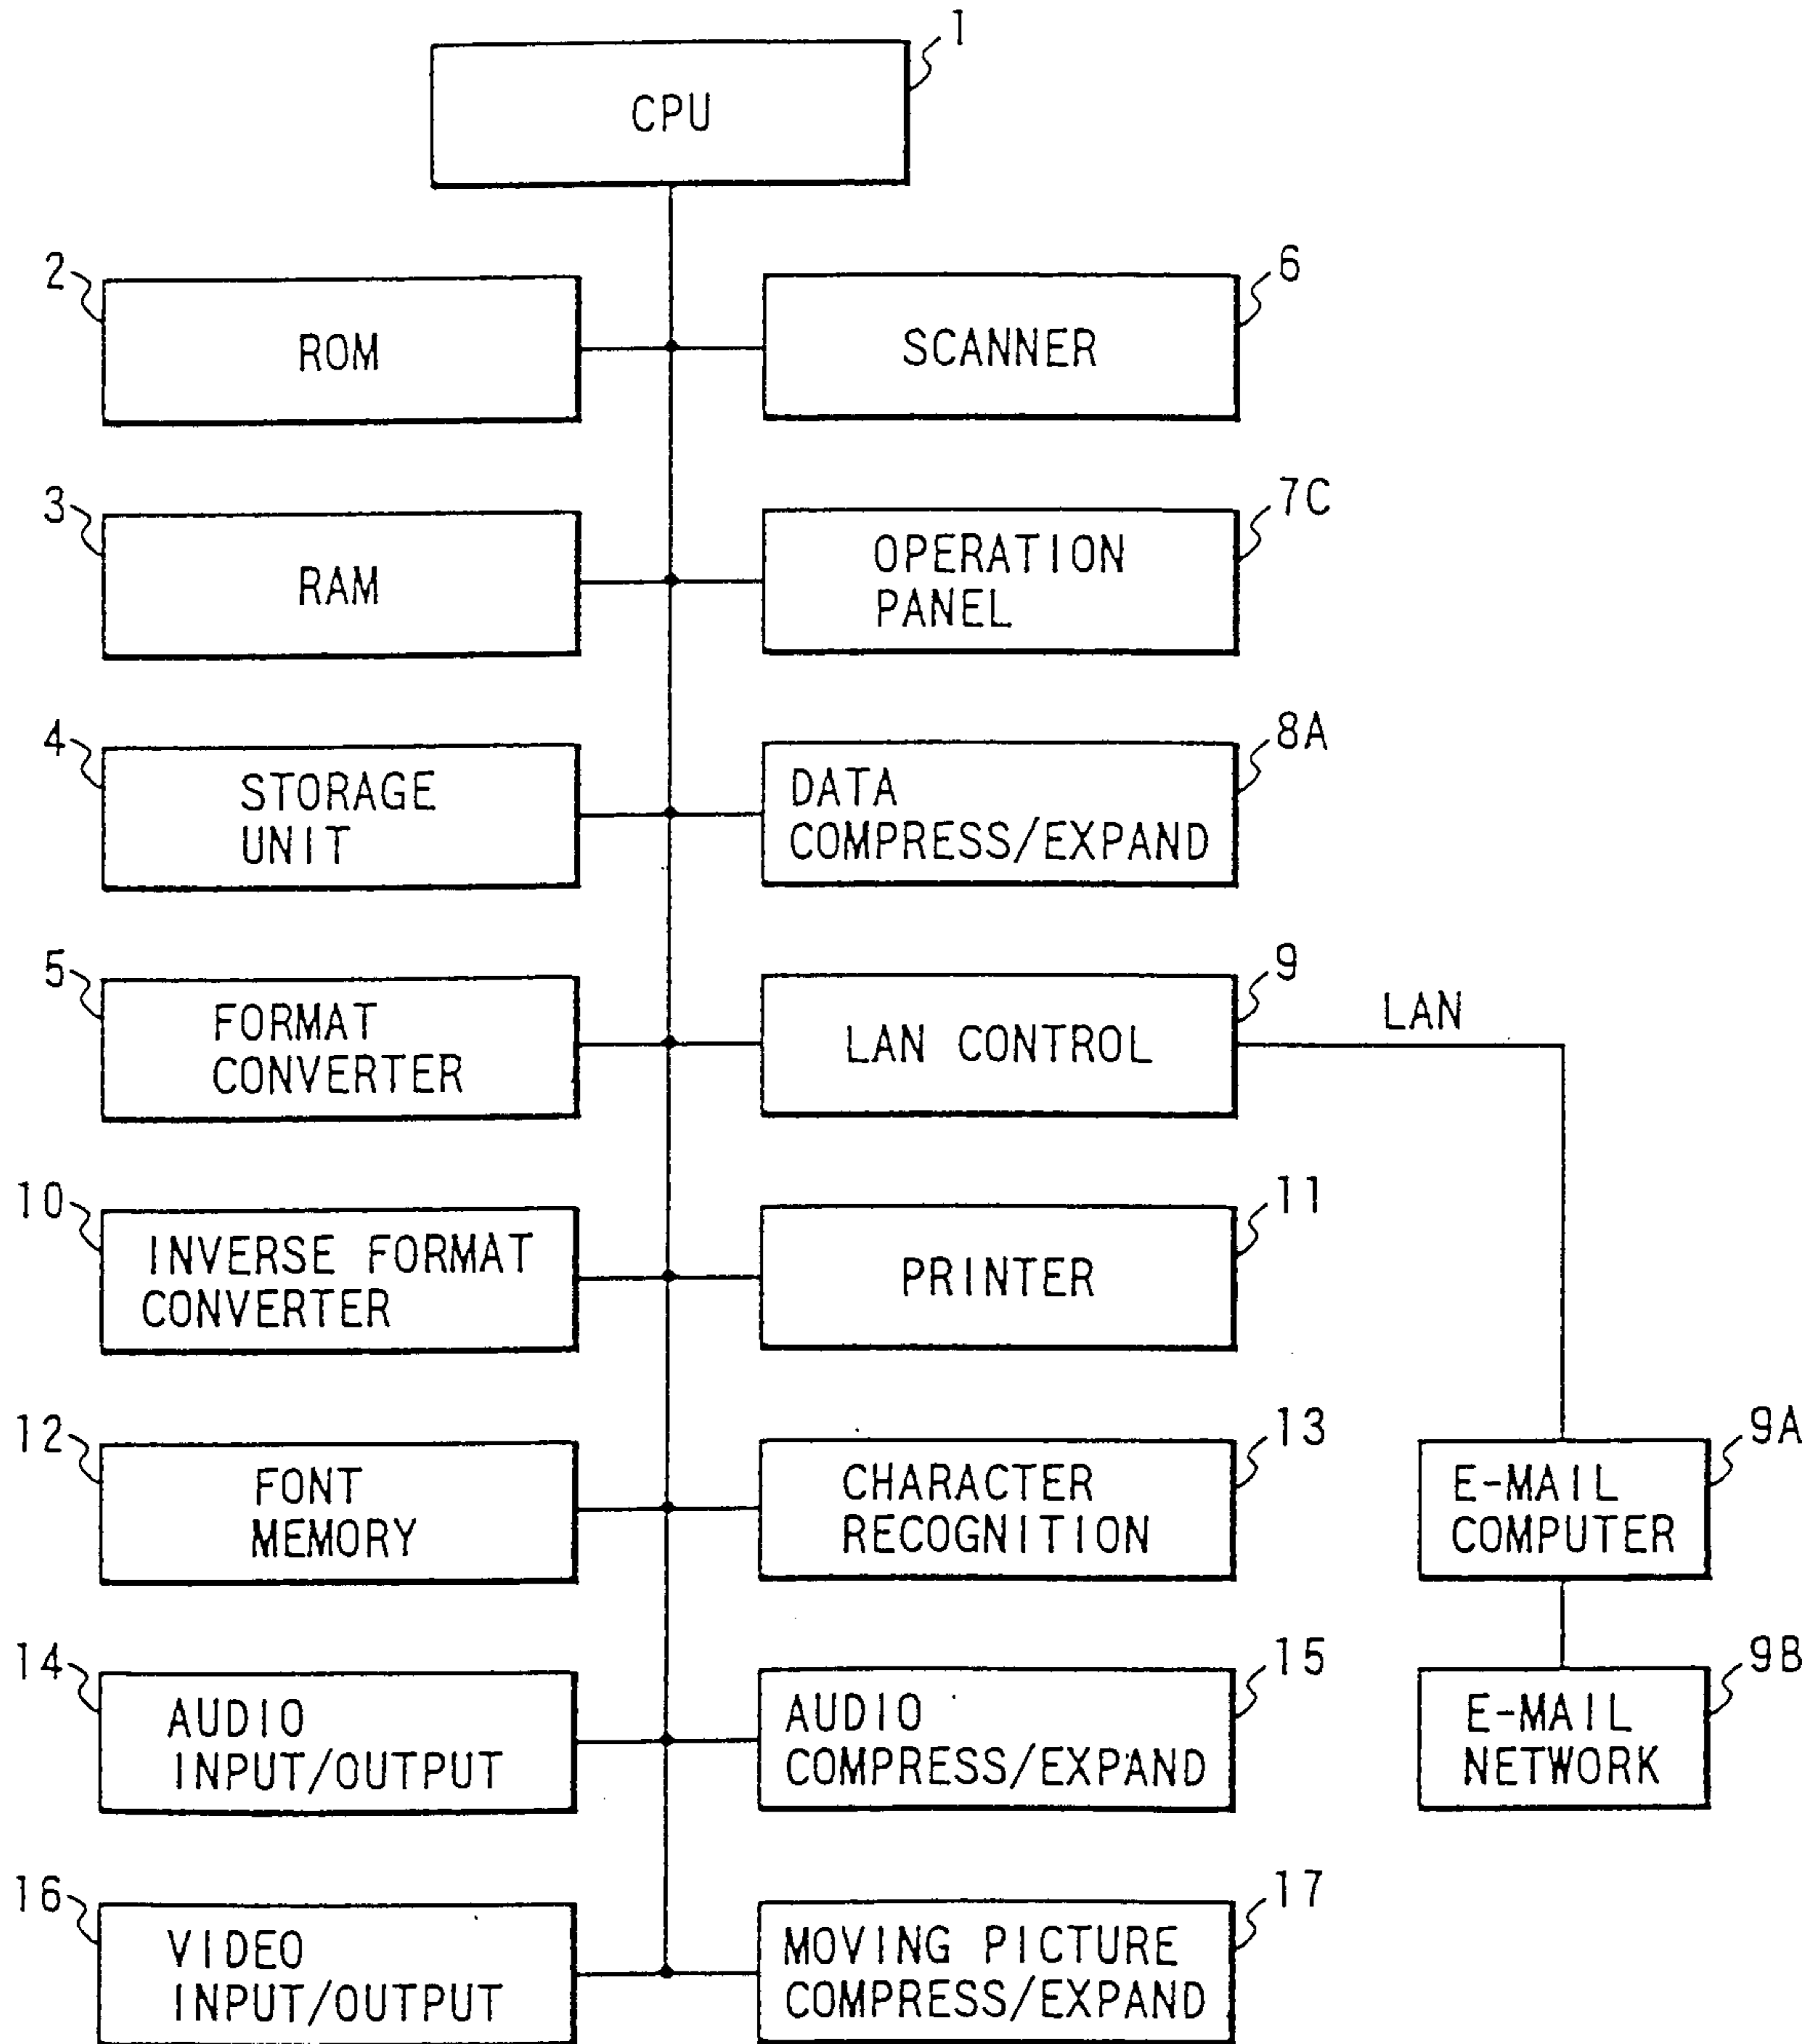 1
CPU
2
ROM
6
SCANNER
3
RAM
7C
OPERATION
PANEL
4
STORAGE
UNIT
8A
DATA
COMPRESS/EXPAND
5
FORMAT
CONVERTER
9
LAN CONTROL
LAN
10
INVERSE FORMAT
CONVERTER
11
PRINTER
12
FONT
MEMORY
13
CHARACTER
RECOGNITION
9A
E-MAIL
COMPUTER
14
AUDIO
INPUT/OUTPUT
15
AUDIO
COMPRESS/EXPAND
9B
E-MAIL
NETWORK
16
VIDEO
INPUT/OUTPUT
17
MOVING PICTURE
COMPRESS/EXPAND